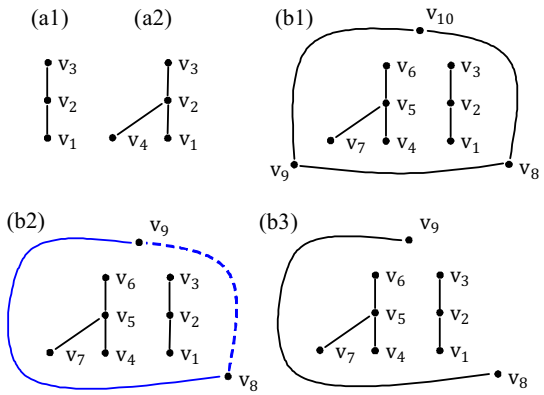 (a1) (a2) (b1)
v₁₀
v₃ v₃ v₆ v₃
v₂ v₂ v₅ v₂
v₁ v₄ v₁ v₇ v₄ v₁
v₉ v₈
(b2) (b3)
v₉ v₉
v₆ v₃ v₆ v₃
v₅ v₂ v₅ v₂
v₇ v₄ v₁ v₇ v₄ v₁
v₈ v₈